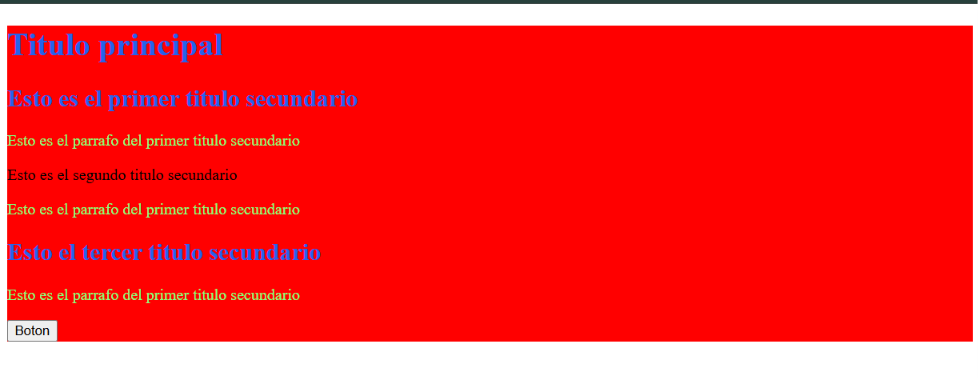 Titulo principal
Esto es el primer titulo secundario
Esto es el parrafo del primer titulo secundario
Esto es el segundo titulo secundario
Esto es el parrafo del primer titulo secundario
Esto el tercer titulo secundario
Esto es el parrafo del primer titulo secundario
Boton